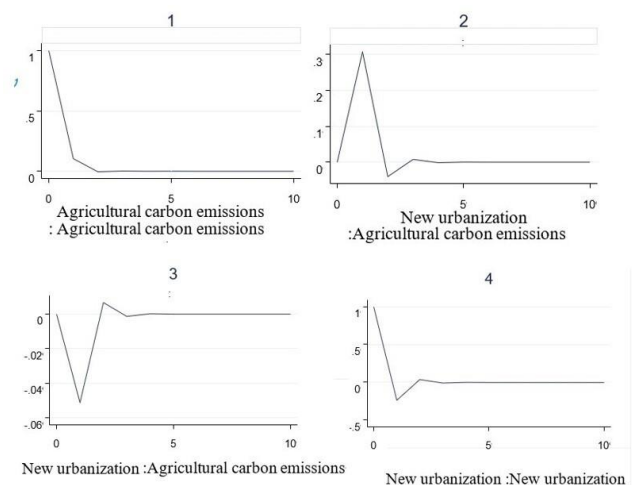 1
2
:
1
.5
0
0 5 10
.3
.2
.1
0
0 5 10
Agricultural carbon emissions
: Agricultural carbon emissions
New urbanization
:Agricultural carbon emissions
3
:
4
0
-.02
-.04
-.06
0 5 10
1
.5
0
-.5
0 5 10
New urbanization :Agricultural carbon emissions
New urbanization :New urbanization